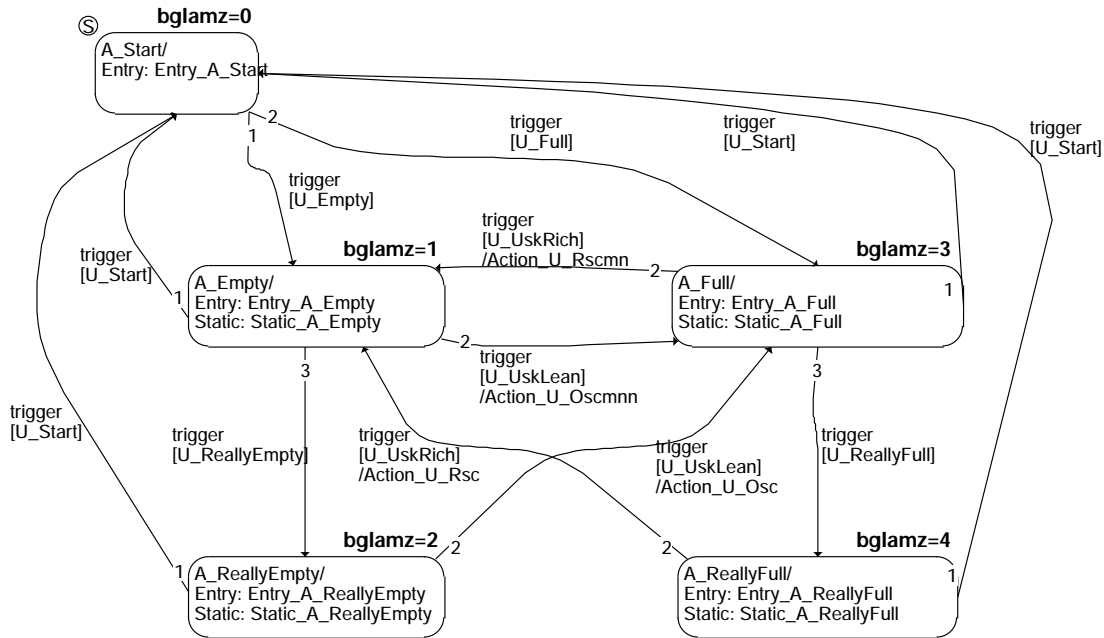 bglamz=0
S
A_Start/
Entry: Entry_A_Start
2
1
trigger
[U_Full]
trigger
[U_Start]
trigger
[U_Start]
trigger
[U_Empty]
trigger
[U_UskRich]
/Action_U_Rscmn
trigger
[U_Start]
bglamz=1
bglamz=3
A_Empty/
Entry: Entry_A_Empty
Static: Static_A_Empty
1
2
A_Full/
Entry: Entry_A_Full
Static: Static_A_Full
1
2
3
trigger
[U_UskLean]
/Action_U_Oscmnn
3
trigger
[U_Start]
trigger
[U_ReallyEmpty]
trigger
[U_UskRich]
/Action_U_Rsc
trigger
[U_UskLean]
/Action_U_Osc
trigger
[U_ReallyFull]
bglamz=2
bglamz=4
1
A_ReallyEmpty/
Entry: Entry_A_ReallyEmpty
Static: Static_A_ReallyEmpty
2
2
A_ReallyFull/
Entry: Entry_A_ReallyFull
Static: Static_A_ReallyFull
1